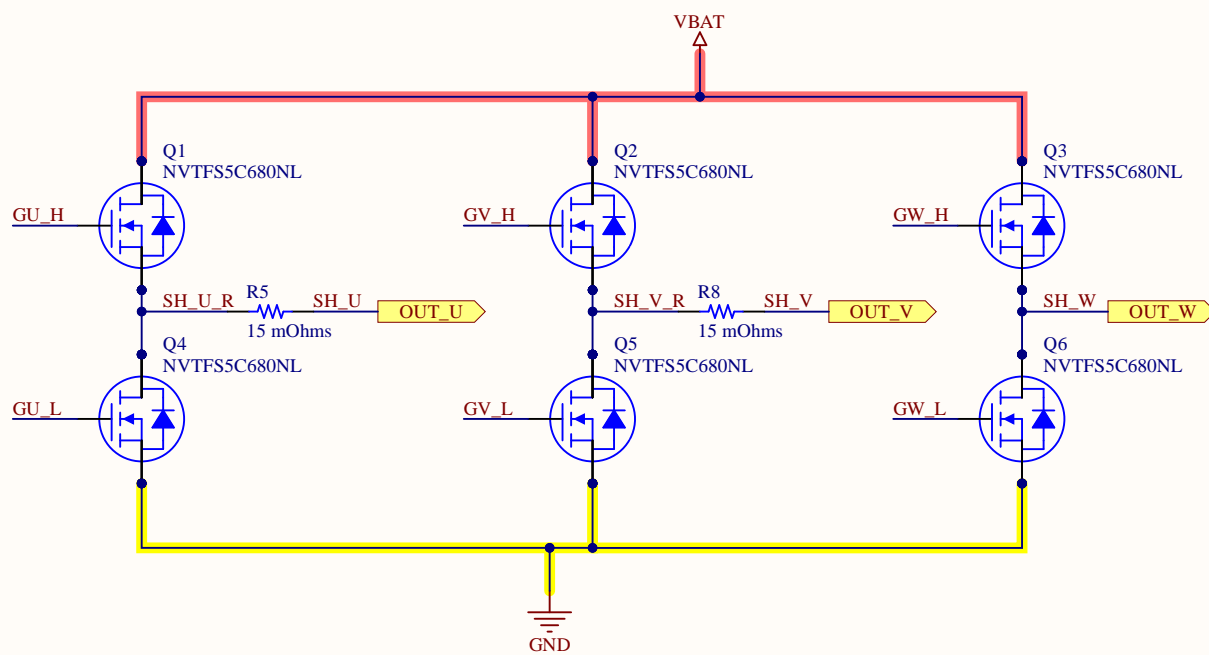 VBAT
Q1
NVTFS5C680NL
Q2
NVTFS5C680NL
Q3
NVTFS5C680NL
GU_H
GV_H
GW_H
SH_U_R
R5
15 mOhms
SH_U
OUT_U
SH_V_R
R8
15 mOhms
SH_V
OUT_V
SH_W
OUT_W
Q4
NVTFS5C680NL
Q5
NVTFS5C680NL
Q6
NVTFS5C680NL
GU_L
GV_L
GW_L
GND